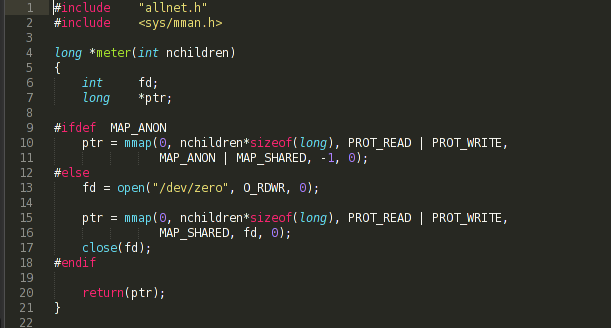 1 #include    "allnet.h"
2 #include    <sys/mman.h>
3
4 long *meter(int nchildren)
5 {
6     int     fd;
7     long    *ptr;
8
9 #ifdef  MAP_ANON
10     ptr = mmap(0, nchildren*sizeof(long), PROT_READ | PROT_WRITE,
11                MAP_ANON | MAP_SHARED, -1, 0);
12 #else
13     fd = open("/dev/zero", O_RDWR, 0);
14
15     ptr = mmap(0, nchildren*sizeof(long), PROT_READ | PROT_WRITE,
16                MAP_SHARED, fd, 0);
17     close(fd);
18 #endif
19
20     return(ptr);
21 }
22